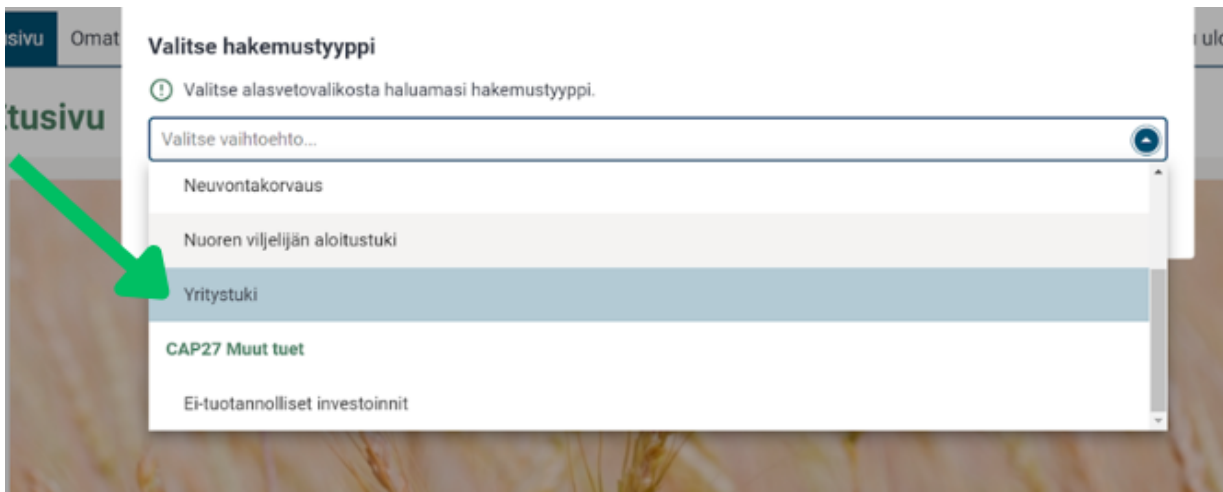 Omat
Valitse hakemustyyppi
Valitse alasvetovalikosta haluamasi hakemustyyppi.
Valitse vaihtoehto...
Neuvontakorvaus
Nuoren viljelijän aloitustuki
Yritystuki
CAP27 Muut tuet
Ei-tuotannolliset investoinnit